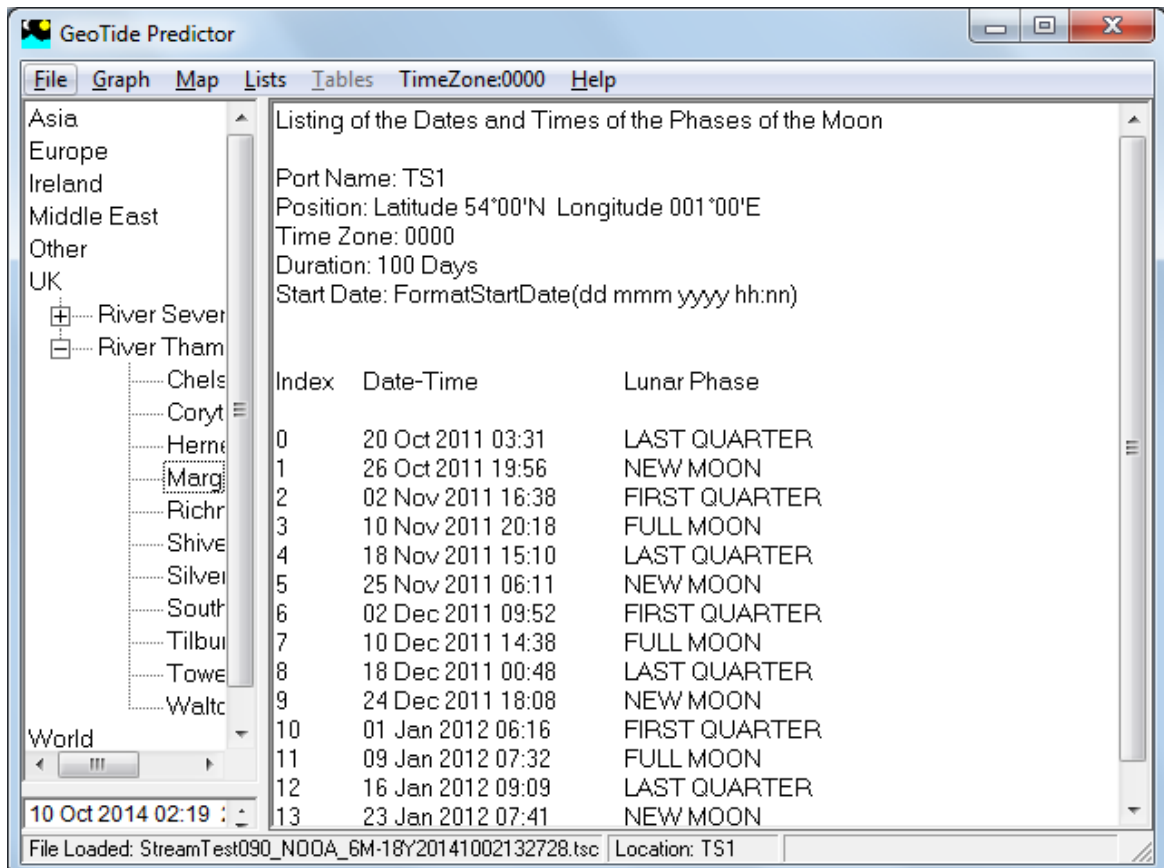 GeoTide Predictor
File Graph Map Lists Tables TimeZone:0000 Help
Asia
Europe
Ireland
Middle East
Other
UK
River Sever
River Tham
Chels
Coryt
Herne
Marg
Richr
Shive
Silver
South
Tilbu
Towe
Walto
World
10 Oct 2014 02:19
Listing of the Dates and Times of the Phases of the Moon
Port Name: TS1
Position: Latitude 54°00'N Longitude 001°00'E
Time Zone: 0000
Duration: 100 Days
Start Date: FormatStartDate(dd mmm yyyy hh:nn)
Index Date-Time Lunar Phase
0 20 Oct 2011 03:31 LAST QUARTER
1 26 Oct 2011 19:56 NEW MOON
2 02 Nov 2011 16:38 FIRST QUARTER
3 10 Nov 2011 20:18 FULL MOON
4 18 Nov 2011 15:10 LAST QUARTER
5 25 Nov 2011 06:11 NEW MOON
6 02 Dec 2011 09:52 FIRST QUARTER
7 10 Dec 2011 14:38 FULL MOON
8 18 Dec 2011 00:48 LAST QUARTER
9 24 Dec 2011 18:08 NEW MOON
10 01 Jan 2012 06:16 FIRST QUARTER
11 09 Jan 2012 07:32 FULL MOON
12 16 Jan 2012 09:09 LAST QUARTER
13 23 Jan 2012 07:41 NEW MOON
File Loaded: StreamTest090_NOOA_6M-18Y20141002132728.tsc Location: TS1